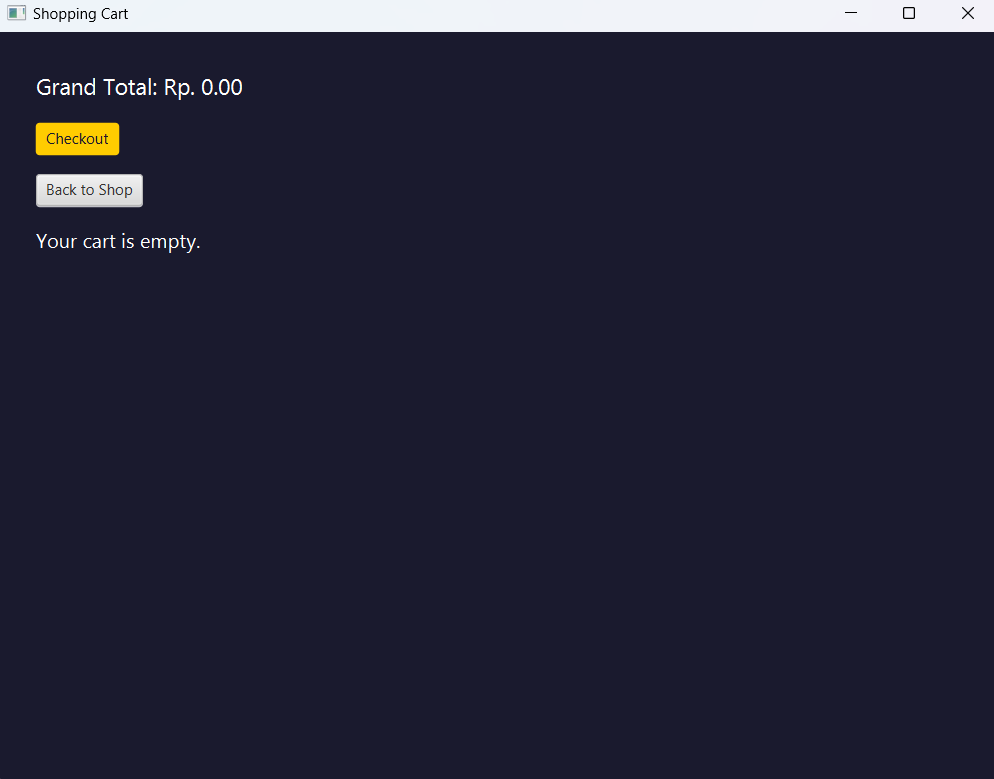 Shopping Cart
Grand Total: Rp. 0.00
Checkout
Back to Shop
Your cart is empty.